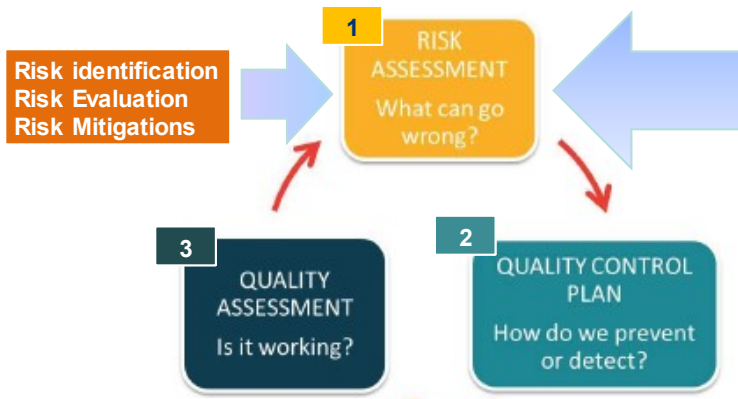 1
RISK
ASSESSMENT
What can go
wrong?
Risk identification
Risk Evaluation
Risk Mitigations
3
QUALITY
ASSESSMENT
Is it working?
2
QUALITY CONTROL
PLAN
How do we prevent
or detect?